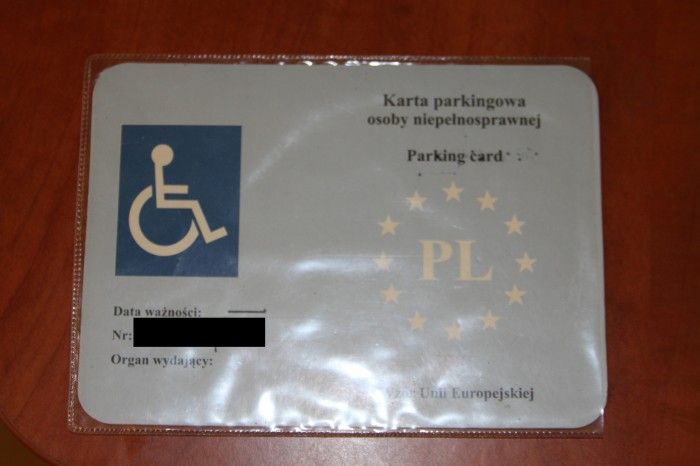 Karta parkingowa
osoby niepełnosprawnej
Parking card
PL
Data ważności:
Nr:
Organ wydający:
Unii Europejskiej